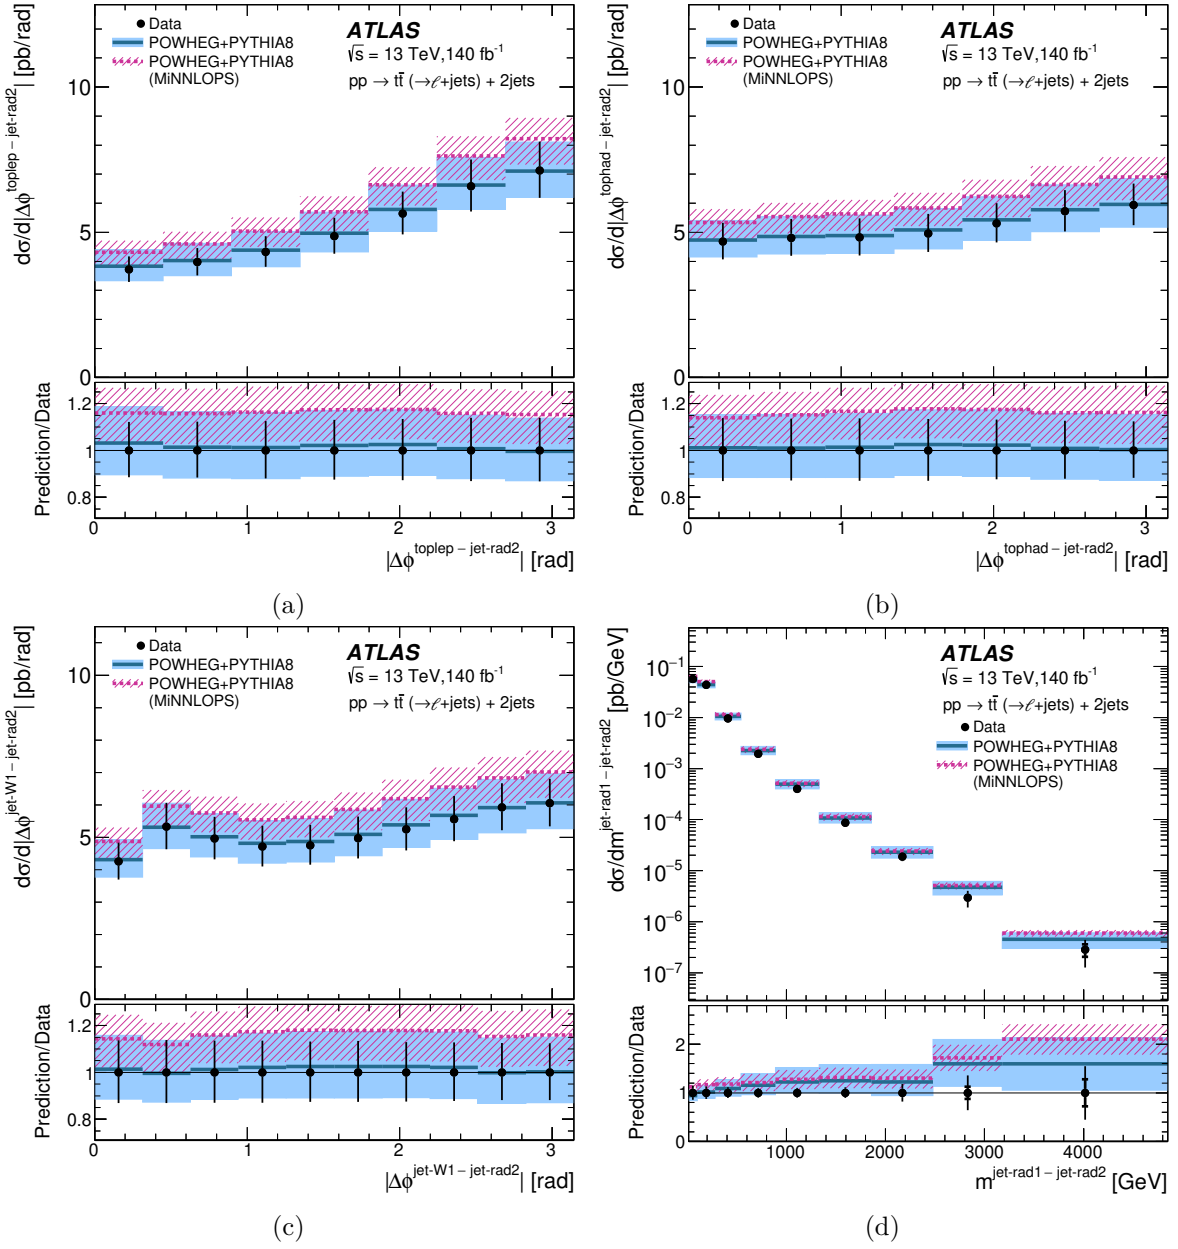 Data
POWHEG+PYTHIA8
POWHEG+PYTHIA8
(MiNNLOPS)
ATLAS
√s = 13 TeV,140 fb⁻¹
pp → tt̄ (→ℓ+jets) + 2jets
dσ/d|Δϕ^toplep – jet-rad2| [pb/rad]
10
5
0
Prediction/Data
1.2
1
0.8
0 1 2 3
|Δϕ^toplep – jet-rad2| [rad]
(a)
Data
POWHEG+PYTHIA8
POWHEG+PYTHIA8
(MiNNLOPS)
ATLAS
√s = 13 TeV,140 fb⁻¹
pp → tt̄ (→ℓ+jets) + 2jets
dσ/d|Δϕ^tophad – jet-rad2| [pb/rad]
10
5
0
Prediction/Data
1.2
1
0.8
0 1 2 3
|Δϕ^tophad – jet-rad2| [rad]
(b)
Data
POWHEG+PYTHIA8
POWHEG+PYTHIA8
(MiNNLOPS)
ATLAS
√s = 13 TeV,140 fb⁻¹
pp → tt̄ (→ℓ+jets) + 2jets
dσ/d|Δϕ^jet-W1 – jet-rad2| [pb/rad]
10
5
0
Prediction/Data
1.2
1
0.8
0 1 2 3
|Δϕ^jet-W1 – jet-rad2| [rad]
(c)
ATLAS
√s = 13 TeV,140 fb⁻¹
pp → tt̄ (→ℓ+jets) + 2jets
Data
POWHEG+PYTHIA8
POWHEG+PYTHIA8
(MiNNLOPS)
dσ/dm^jet-rad1 – jet-rad2 [pb/GeV]
10⁻¹
10⁻²
10⁻³
10⁻⁴
10⁻⁵
10⁻⁶
10⁻⁷
Prediction/Data
2
1
0
1000 2000 3000 4000
m^jet-rad1 – jet-rad2 [GeV]
(d)